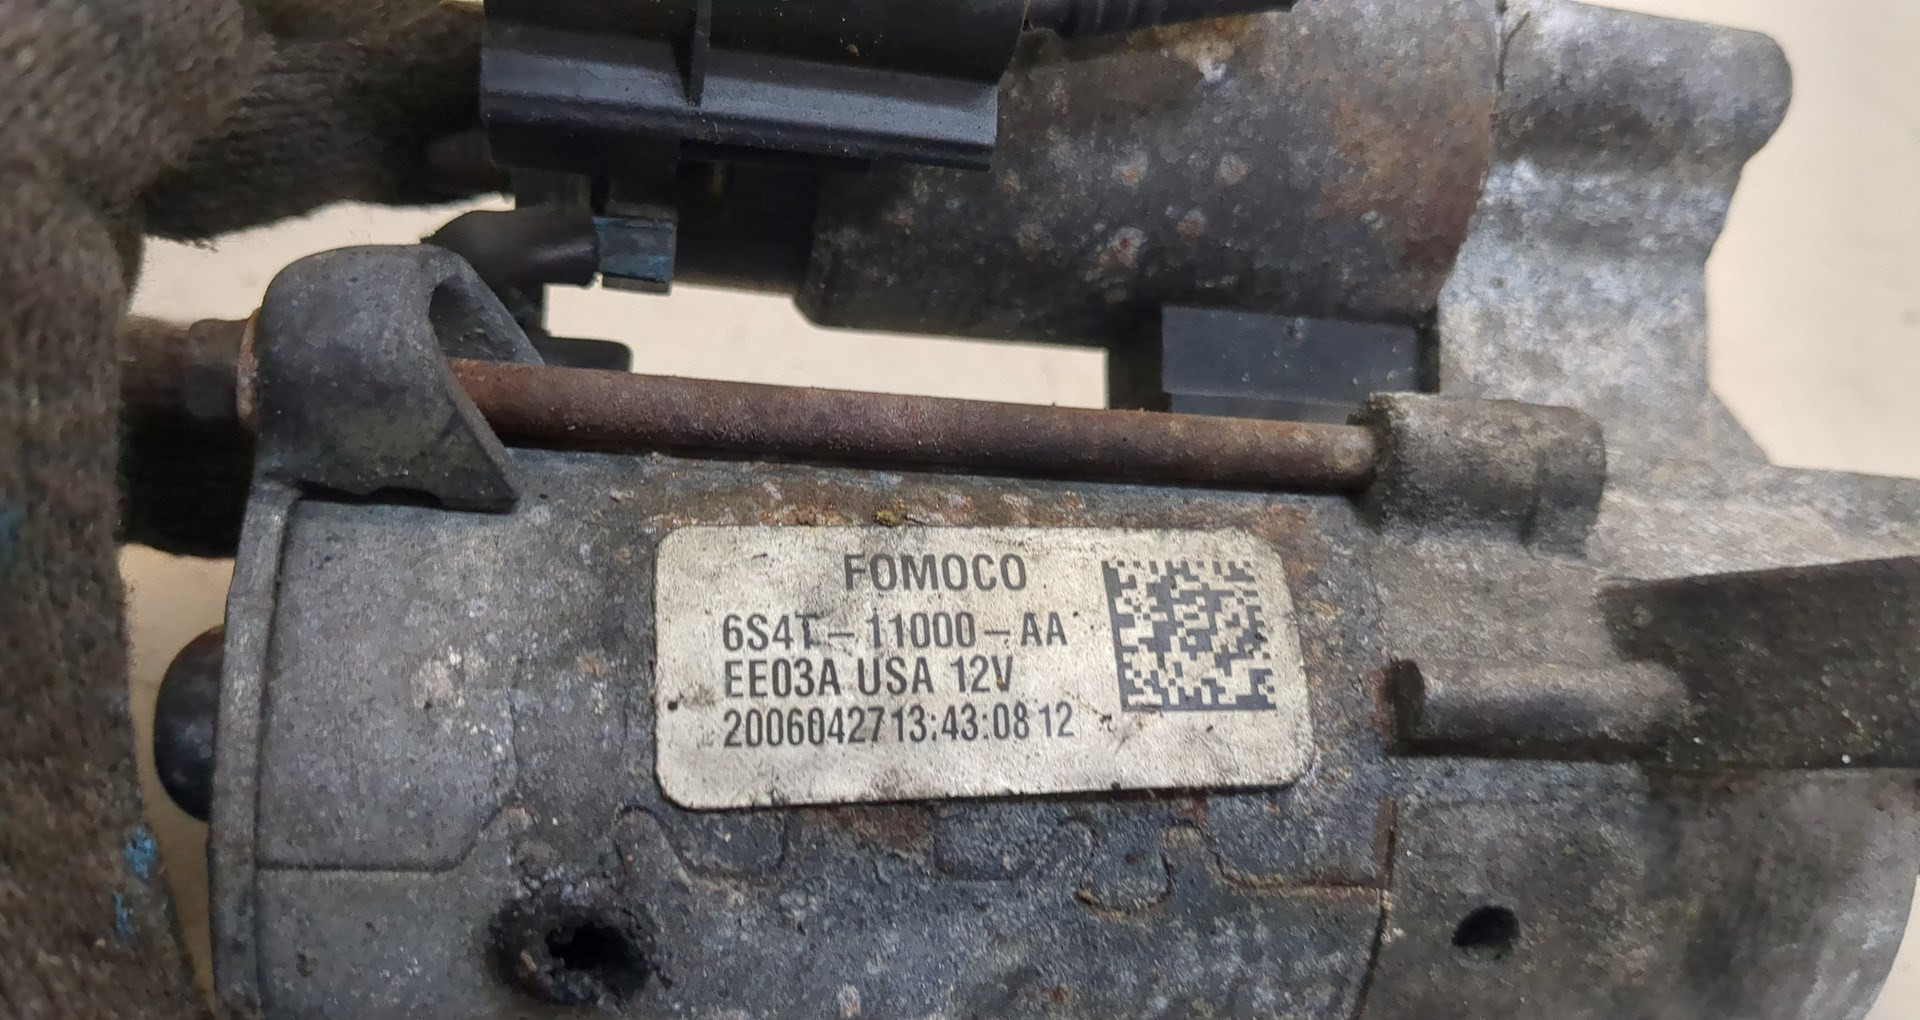 FOMOCO
6S4T-11000-AA
EE03A USA 12V
2006042713:43:08 12